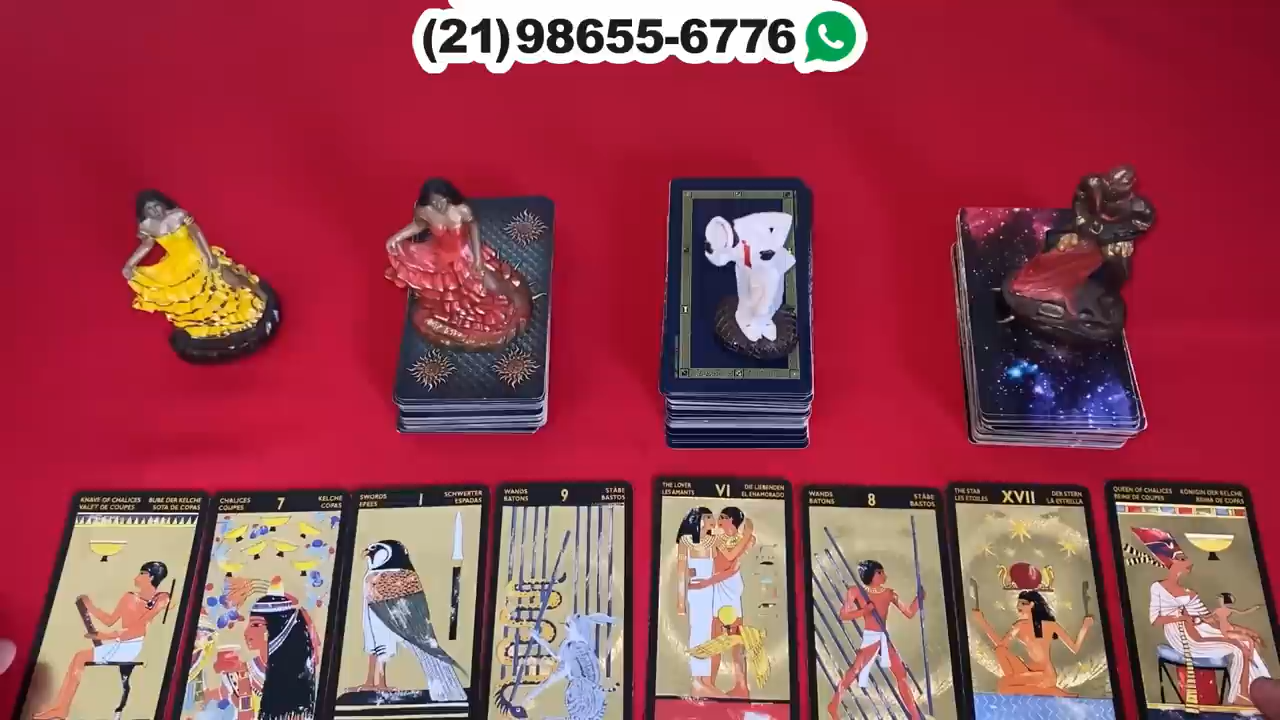 (21)98655-6776
KNAVE OF CHALICES BUBE DER KELCHE
VALET DE COUPES SOTA DE COPAS
CHALICES 7 KELCHE
COUPES COPAS
SWORDS I SCHWERTER
EPEES ESPADAS
WANDS 9 STÄBE
BATONS BASTOS
THE LOVER VI DIE LIEBENDEN
LES AMANTS EL ENAMORADO
WANDS 8 STÄBE
BATONS BASTOS
THE STAR XVII DER STERN
LES ETOILES LA ESTRELLA
QUEEN OF CHALICES KÖNIGIN DER KELCHE
REINE DE COUPES REINA DE COPAS